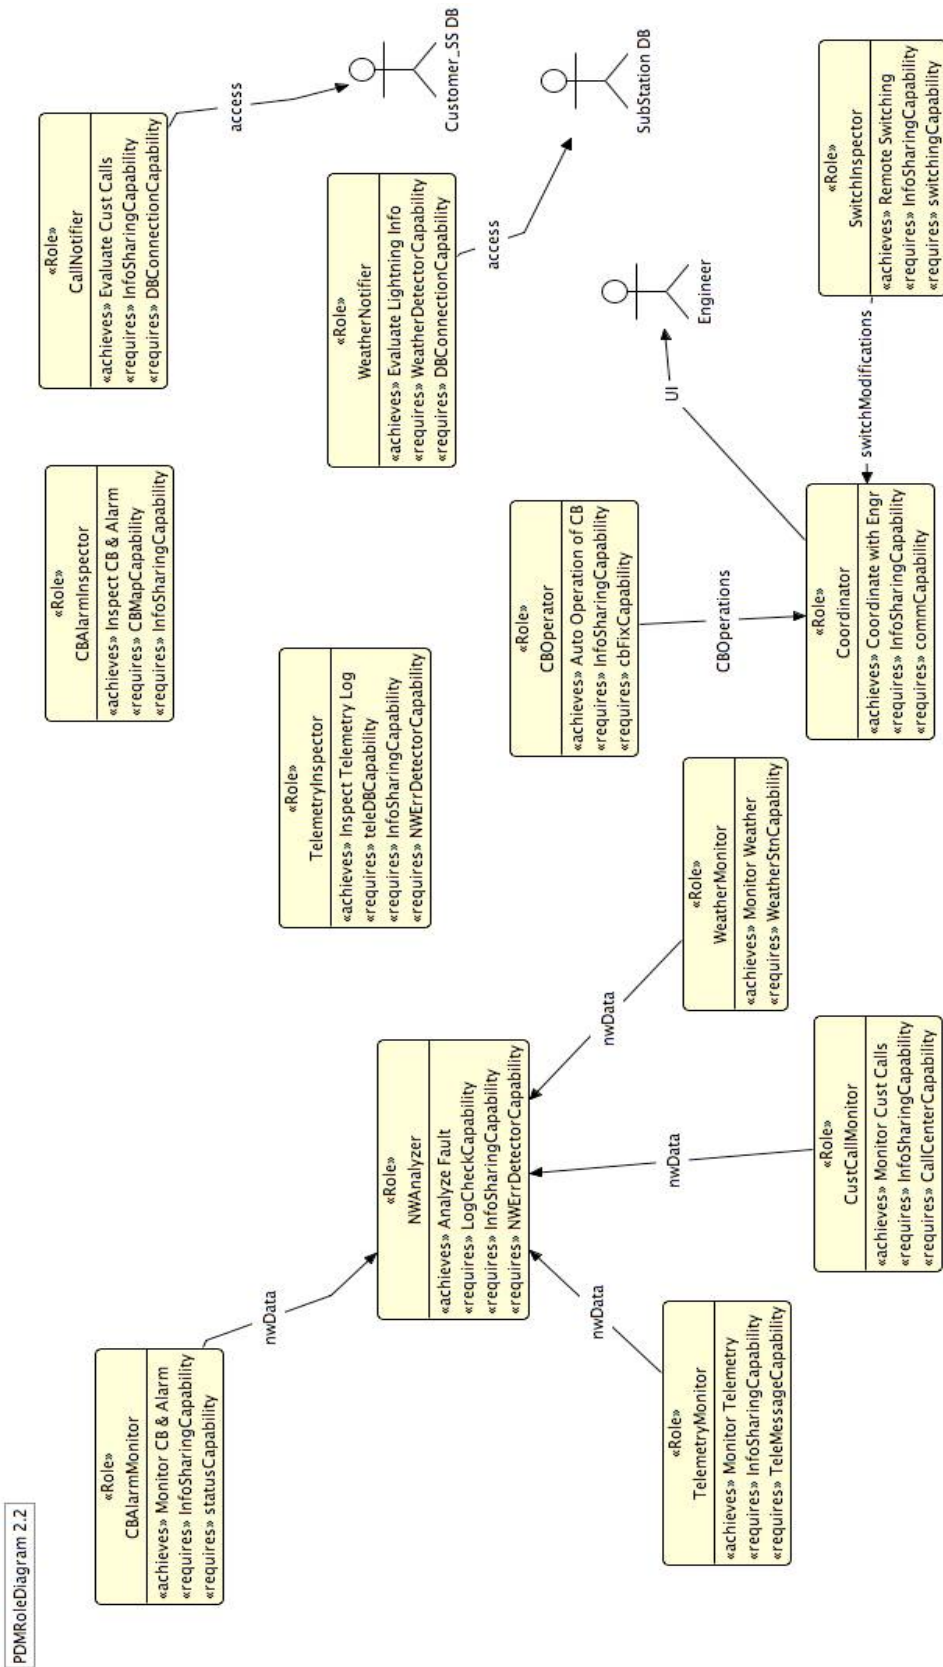 PDMRoleDiagram 2.2
«Role»
CBAlarmMonitor
«achieves» Monitor CB & Alarm
«requires» InfoSharingCapability
«requires» statusCapability
nwData
«Role»
CBAlarmInspector
«achieves» Inspect CB & Alarm
«requires» CBMapCapability
«requires» InfoSharingCapability
«Role»
CallNotifier
«achieves» Evaluate Cust Calls
«requires» InfoSharingCapability
«requires» DBConnectionCapability
access
Customer_SS DB
«Role»
TelemetryInspector
«achieves» Inspect Telemetry Log
«requires» teleDBCapability
«requires» InfoSharingCapability
«requires» NWErrDetectorCapability
«Role»
WeatherNotifier
«achieves» Evaluate Lightning Info
«requires» WeatherDetectorCapability
«requires» DBConnectionCapability
access
SubStation DB
«Role»
NWAnalyzer
«achieves» Analyze Fault
«requires» LogCheckCapability
«requires» InfoSharingCapability
«requires» NWErrDetectorCapability
nwData
nwData
nwData
«Role»
CBOperator
«achieves» Auto Operation of CB
«requires» InfoSharingCapability
«requires» cbFixCapability
CBOperations
UI
Engineer
«Role»
TelemetryMonitor
«achieves» Monitor Telemetry
«requires» InfoSharingCapability
«requires» TeleMessageCapability
«Role»
WeatherMonitor
«achieves» Monitor Weather
«requires» WeatherStnCapability
«Role»
CustCallMonitor
«achieves» Monitor Cust Calls
«requires» InfoSharingCapability
«requires» CallCenterCapability
«Role»
Coordinator
«achieves» Coordinate with Engr
«requires» InfoSharingCapability
«requires» commCapability
switchModifications
«Role»
SwitchInspector
«achieves» Remote Switching
«requires» InfoSharingCapability
«requires» switchingCapability